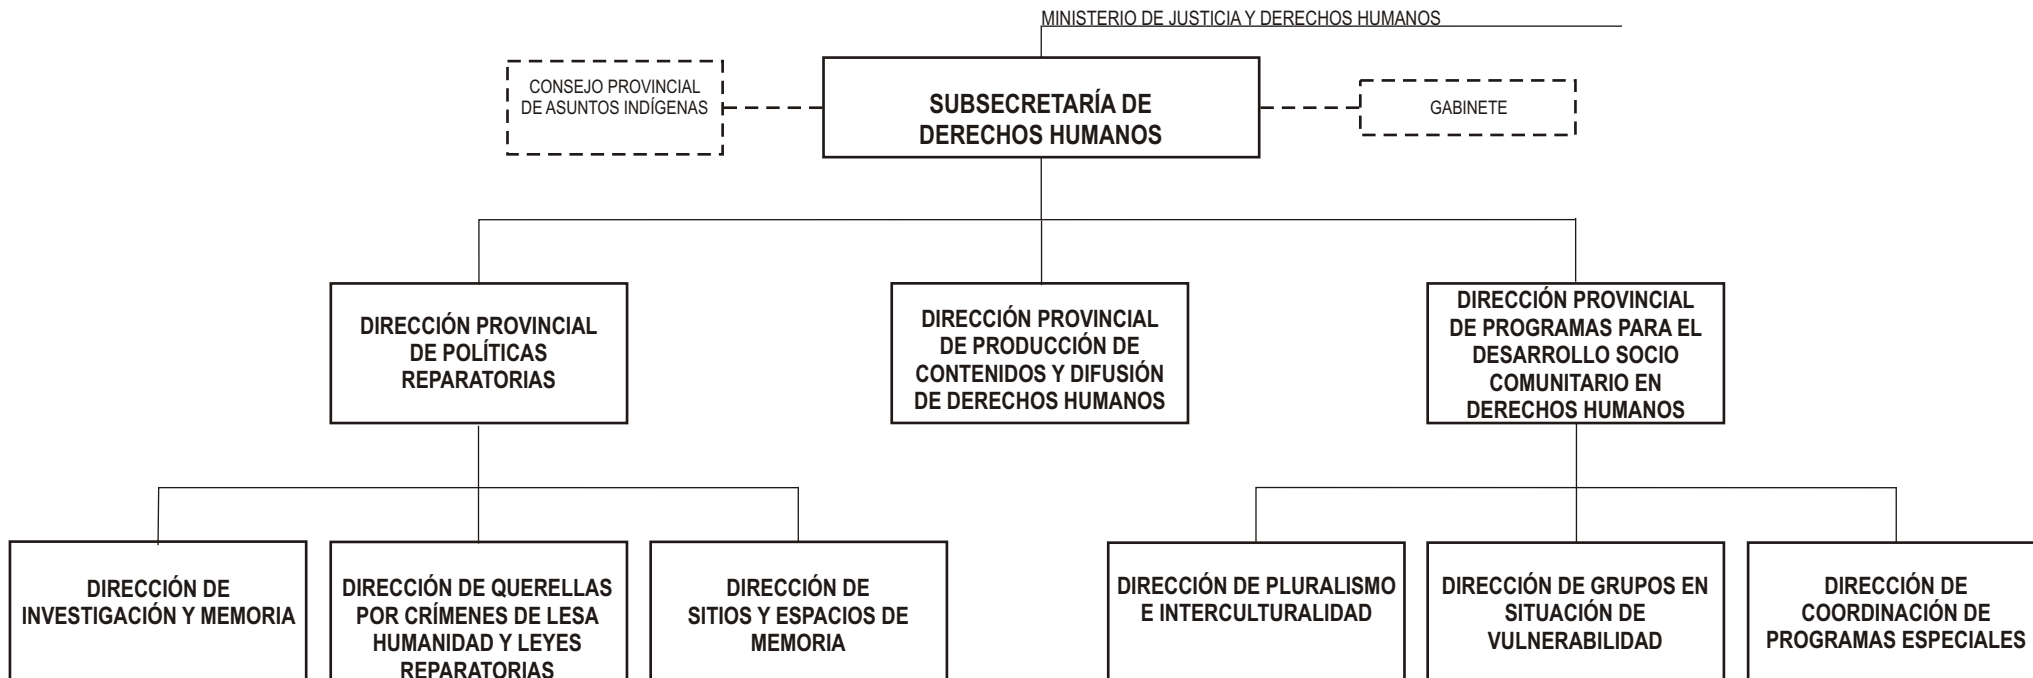 MINISTERIO DE JUSTICIA Y DERECHOS HUMANOS
CONSEJO PROVINCIAL
DE ASUNTOS INDÍGENAS
SUBSECRETARÍA DE
DERECHOS HUMANOS
GABINETE
DIRECCIÓN PROVINCIAL
DE POLÍTICAS
REPARATORIAS
DIRECCIÓN PROVINCIAL
DE PRODUCCIÓN DE
CONTENIDOS Y DIFUSIÓN
DE DERECHOS HUMANOS
DIRECCIÓN PROVINCIAL
DE PROGRAMAS PARA EL
DESARROLLO SOCIO
COMUNITARIO EN
DERECHOS HUMANOS
DIRECCIÓN DE
INVESTIGACIÓN Y MEMORIA
DIRECCIÓN DE QUERELLAS
POR CRÍMENES DE LESA
HUMANIDAD Y LEYES
REPARATORIAS
DIRECCIÓN DE
SITIOS Y ESPACIOS DE
MEMORIA
DIRECCIÓN DE PLURALISMO
E INTERCULTURALIDAD
DIRECCIÓN DE GRUPOS EN
SITUACIÓN DE
VULNERABILIDAD
DIRECCIÓN DE
COORDINACIÓN DE
PROGRAMAS ESPECIALES